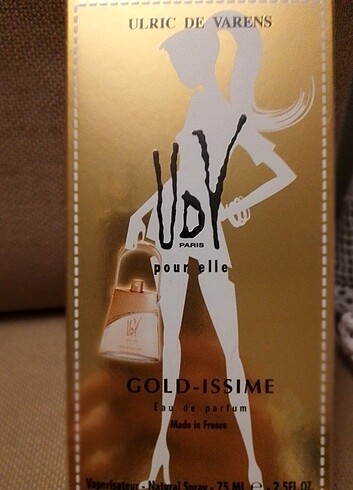 ULRIC DE VARENS
UDV
PARIS
pour elle
UDV
GOLD-ISSIME
Eau de parfum
Made in France
Vaporisateur - Natural Spray - 75 ML e - 2.5FL.OZ.